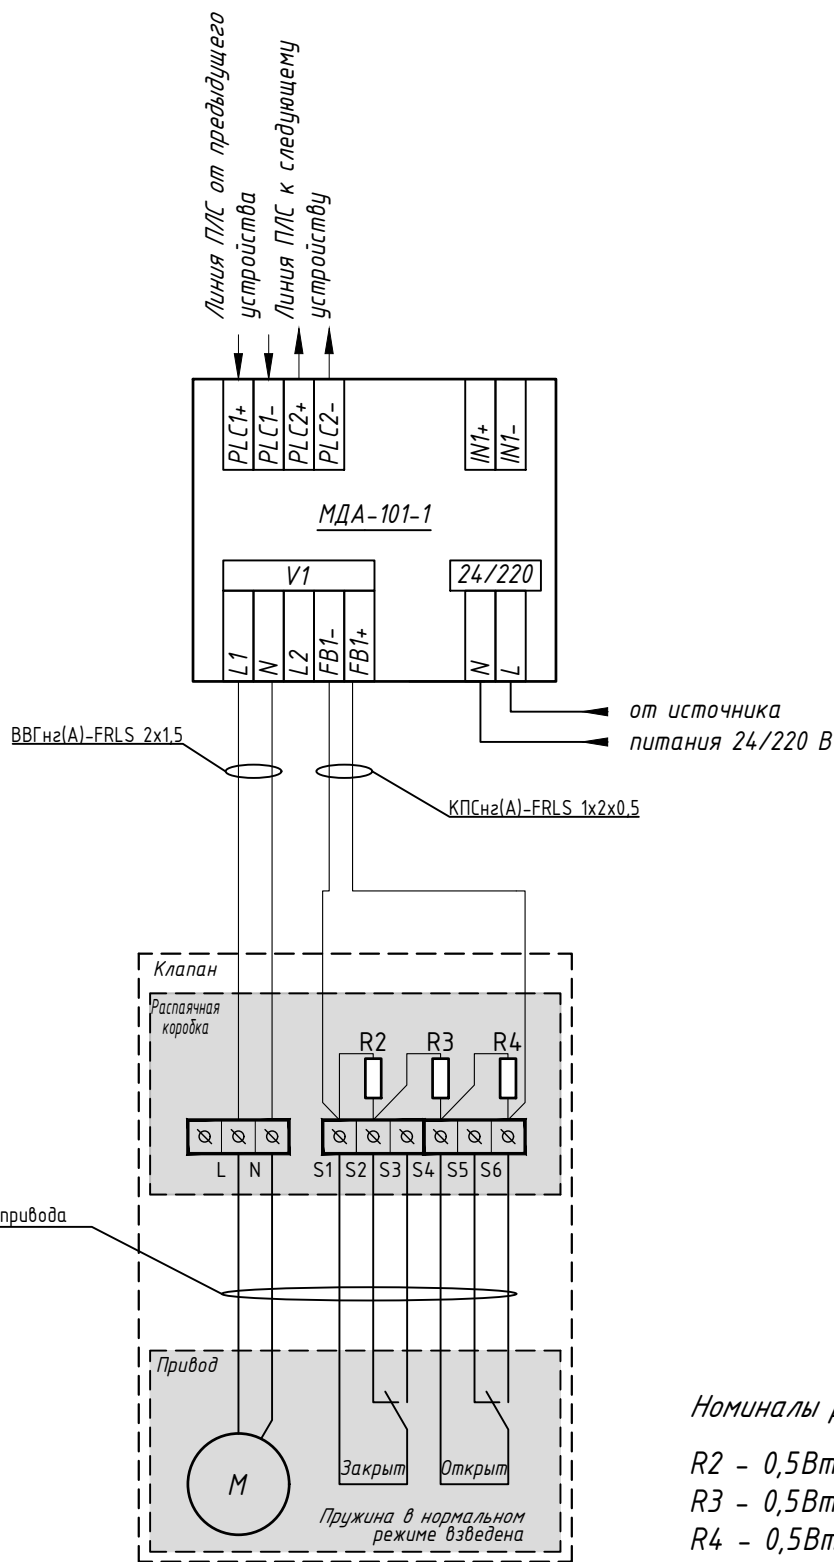 Линия ПЛС от предыдущего
устройства
Линия ПЛС к следующему
устройству
PLC1+
PLC1-
PLC2+
PLC2-
IN1+
IN1-
МДА-101-1
V1
24/220
L1
N
L2
FB1-
FB1+
N
L
от источника
питания 24/220 В
ВВГнг(А)-FRLS 2х1,5
КПСнг(А)-FRLS 1х2х0,5
Клапан
Распаячная
коробка
R2
R3
R4
L
N
S1
S2
S3
S4
S5
S6
привода
Привод
М
Закрыт
Открыт
Пружина в нормальном
режиме взведена
Номиналы
R2 - 0,5Вт
R3 - 0,5Вт
R4 - 0,5Вт